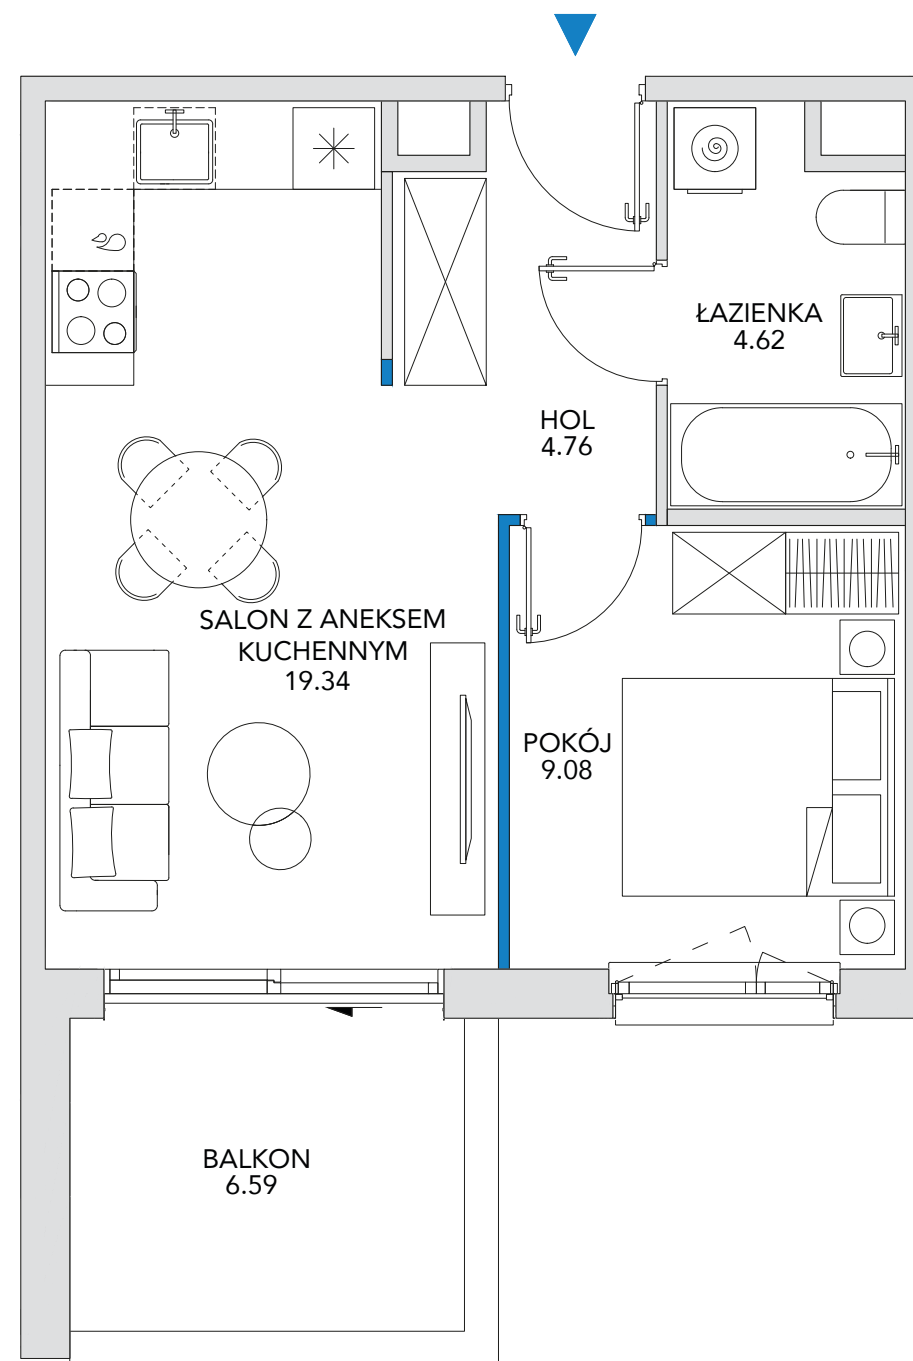 ŁAZIENKA
4.62
HOL
4.76
SALON Z ANEKSEM
KUCHENNYM
19.34
POKÓJ
9.08
BALKON
6.59